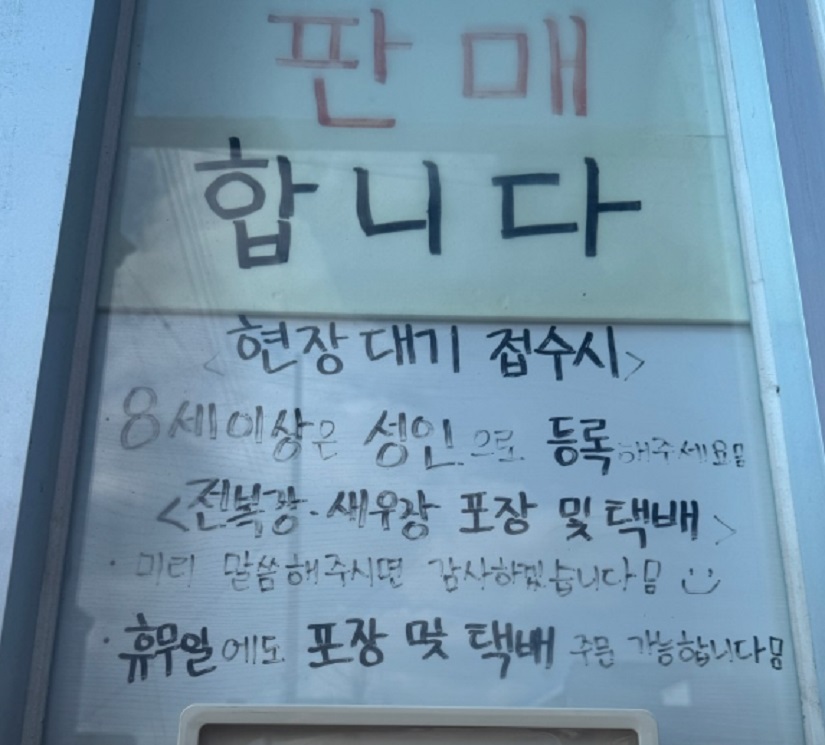 판매
합니다
<현장대기 접수시>
· 8세이상은 성인으로 등록해주세요ㅁ
<전복장·새우장 포장 및 택배>
· 미리 말씀해주시면 감사하겠습니다ㅁ :)
· 휴무일에도 포장 및 택배 주문 가능합니다ㅁ